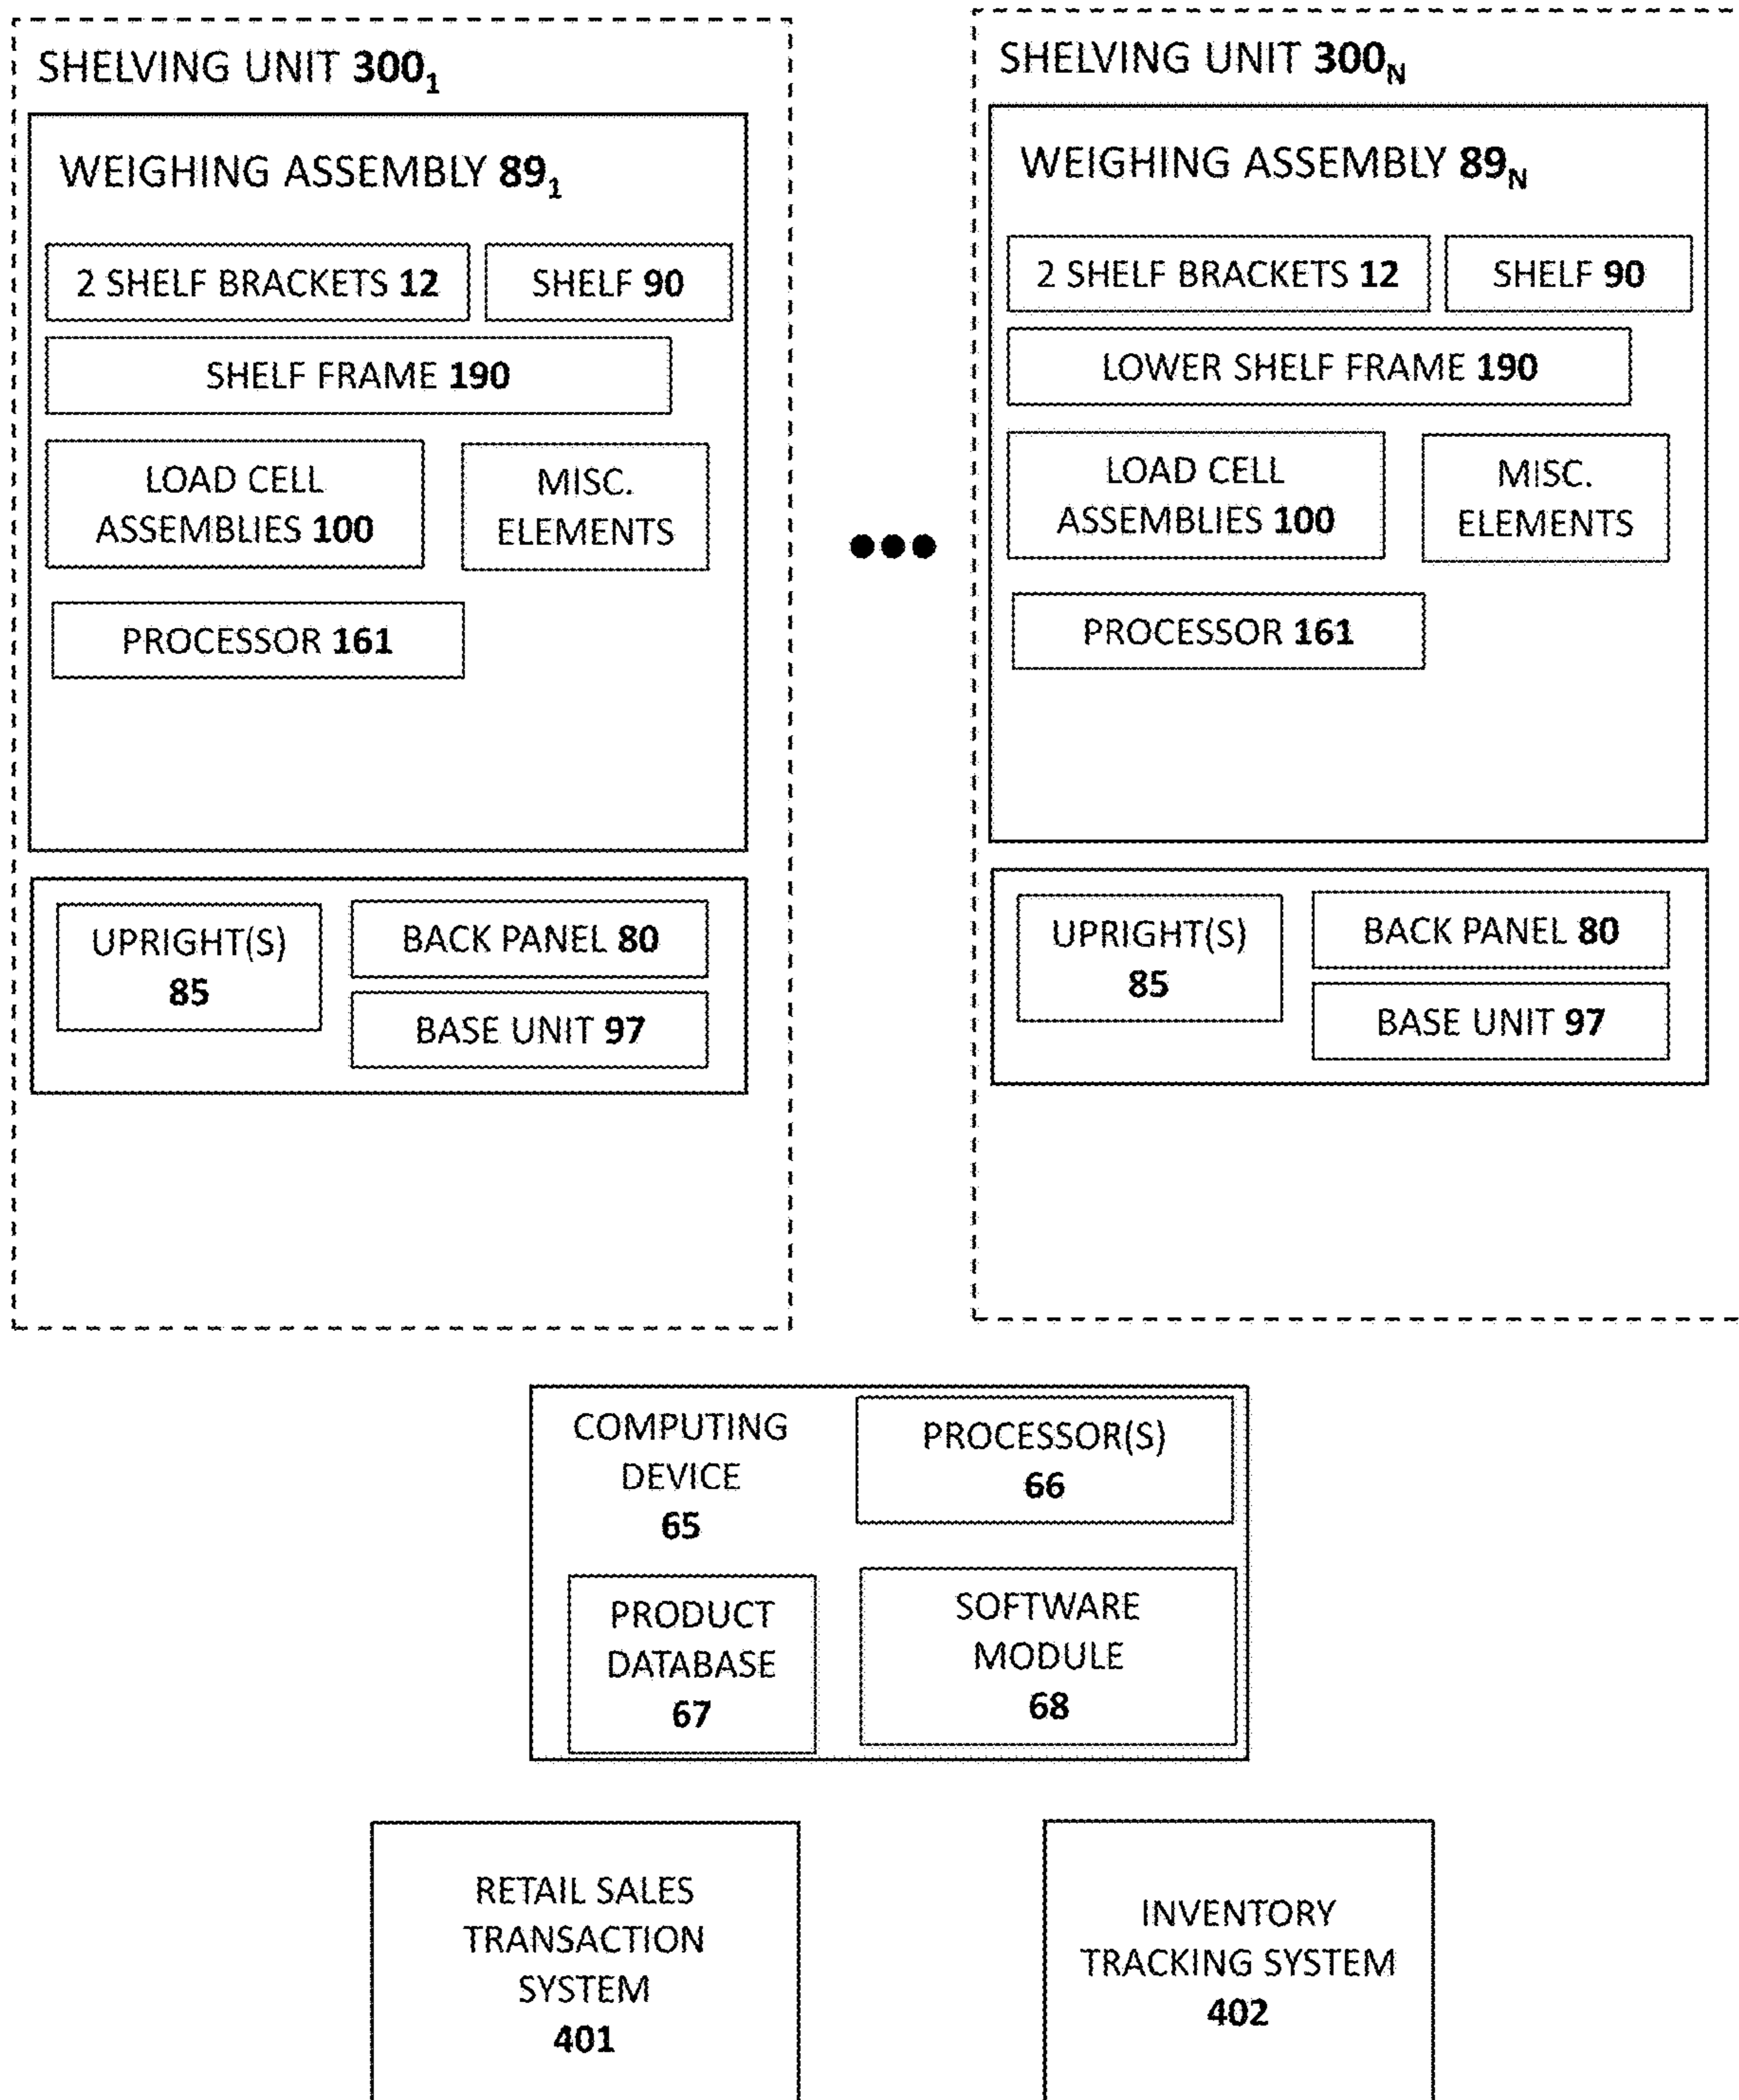 SHELVING UNIT 300₁
WEIGHING ASSEMBLY 89₁
2 SHELF BRACKETS 12
SHELF 90
SHELF FRAME 190
LOAD CELL
ASSEMBLIES 100
MISC.
ELEMENTS
PROCESSOR 161
UPRIGHT(S)
85
BACK PANEL 80
BASE UNIT 97
SHELVING UNIT 300N
WEIGHING ASSEMBLY 89N
2 SHELF BRACKETS 12
SHELF 90
LOWER SHELF FRAME 190
LOAD CELL
ASSEMBLIES 100
MISC.
ELEMENTS
PROCESSOR 161
UPRIGHT(S)
85
BACK PANEL 80
BASE UNIT 97
COMPUTING
DEVICE
65
PROCESSOR(S)
66
PRODUCT
DATABASE
67
SOFTWARE
MODULE
68
RETAIL SALES
TRANSACTION
SYSTEM
401
INVENTORY
TRACKING SYSTEM
402